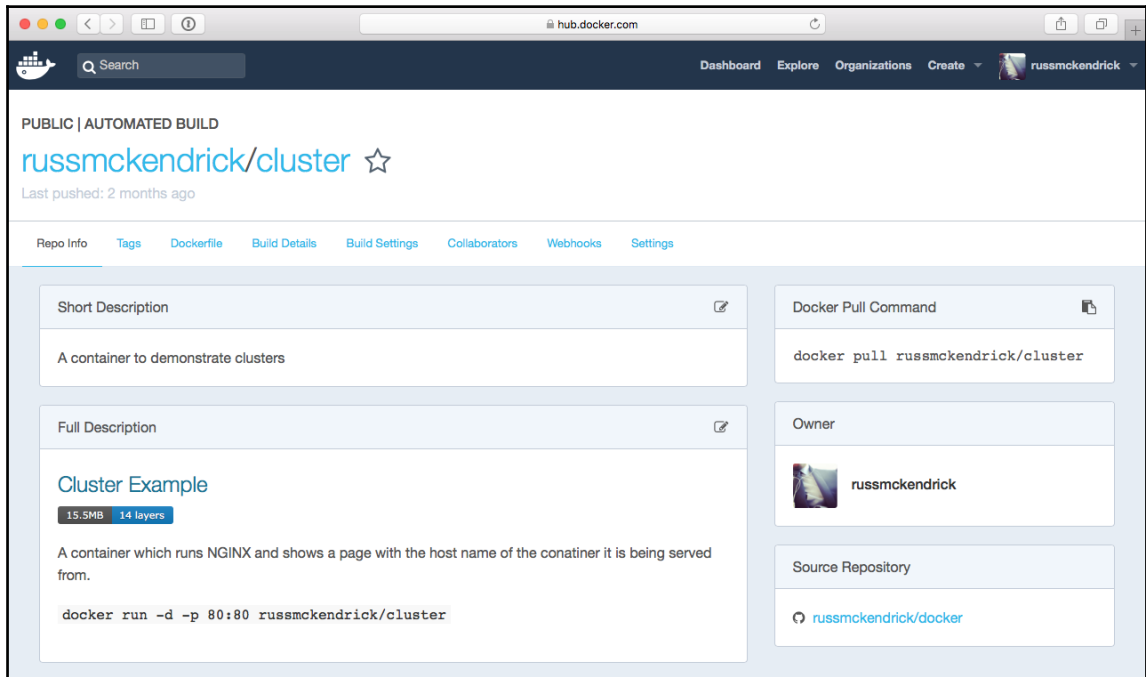 hub.docker.com
Search
Dashboard Explore Organizations Create russmckendrick
PUBLIC | AUTOMATED BUILD
russmckendrick/cluster
Last pushed: 2 months ago
Repo Info Tags Dockerfile Build Details Build Settings Collaborators Webhooks Settings
Short Description
A container to demonstrate clusters
Full Description
Cluster Example
15.5MB 14 layers
A container which runs NGINX and shows a page with the host name of the conatiner it is being served
from.
docker run -d -p 80:80 russmckendrick/cluster
Docker Pull Command
docker pull russmckendrick/cluster
Owner
russmckendrick
Source Repository
russmckendrick/docker